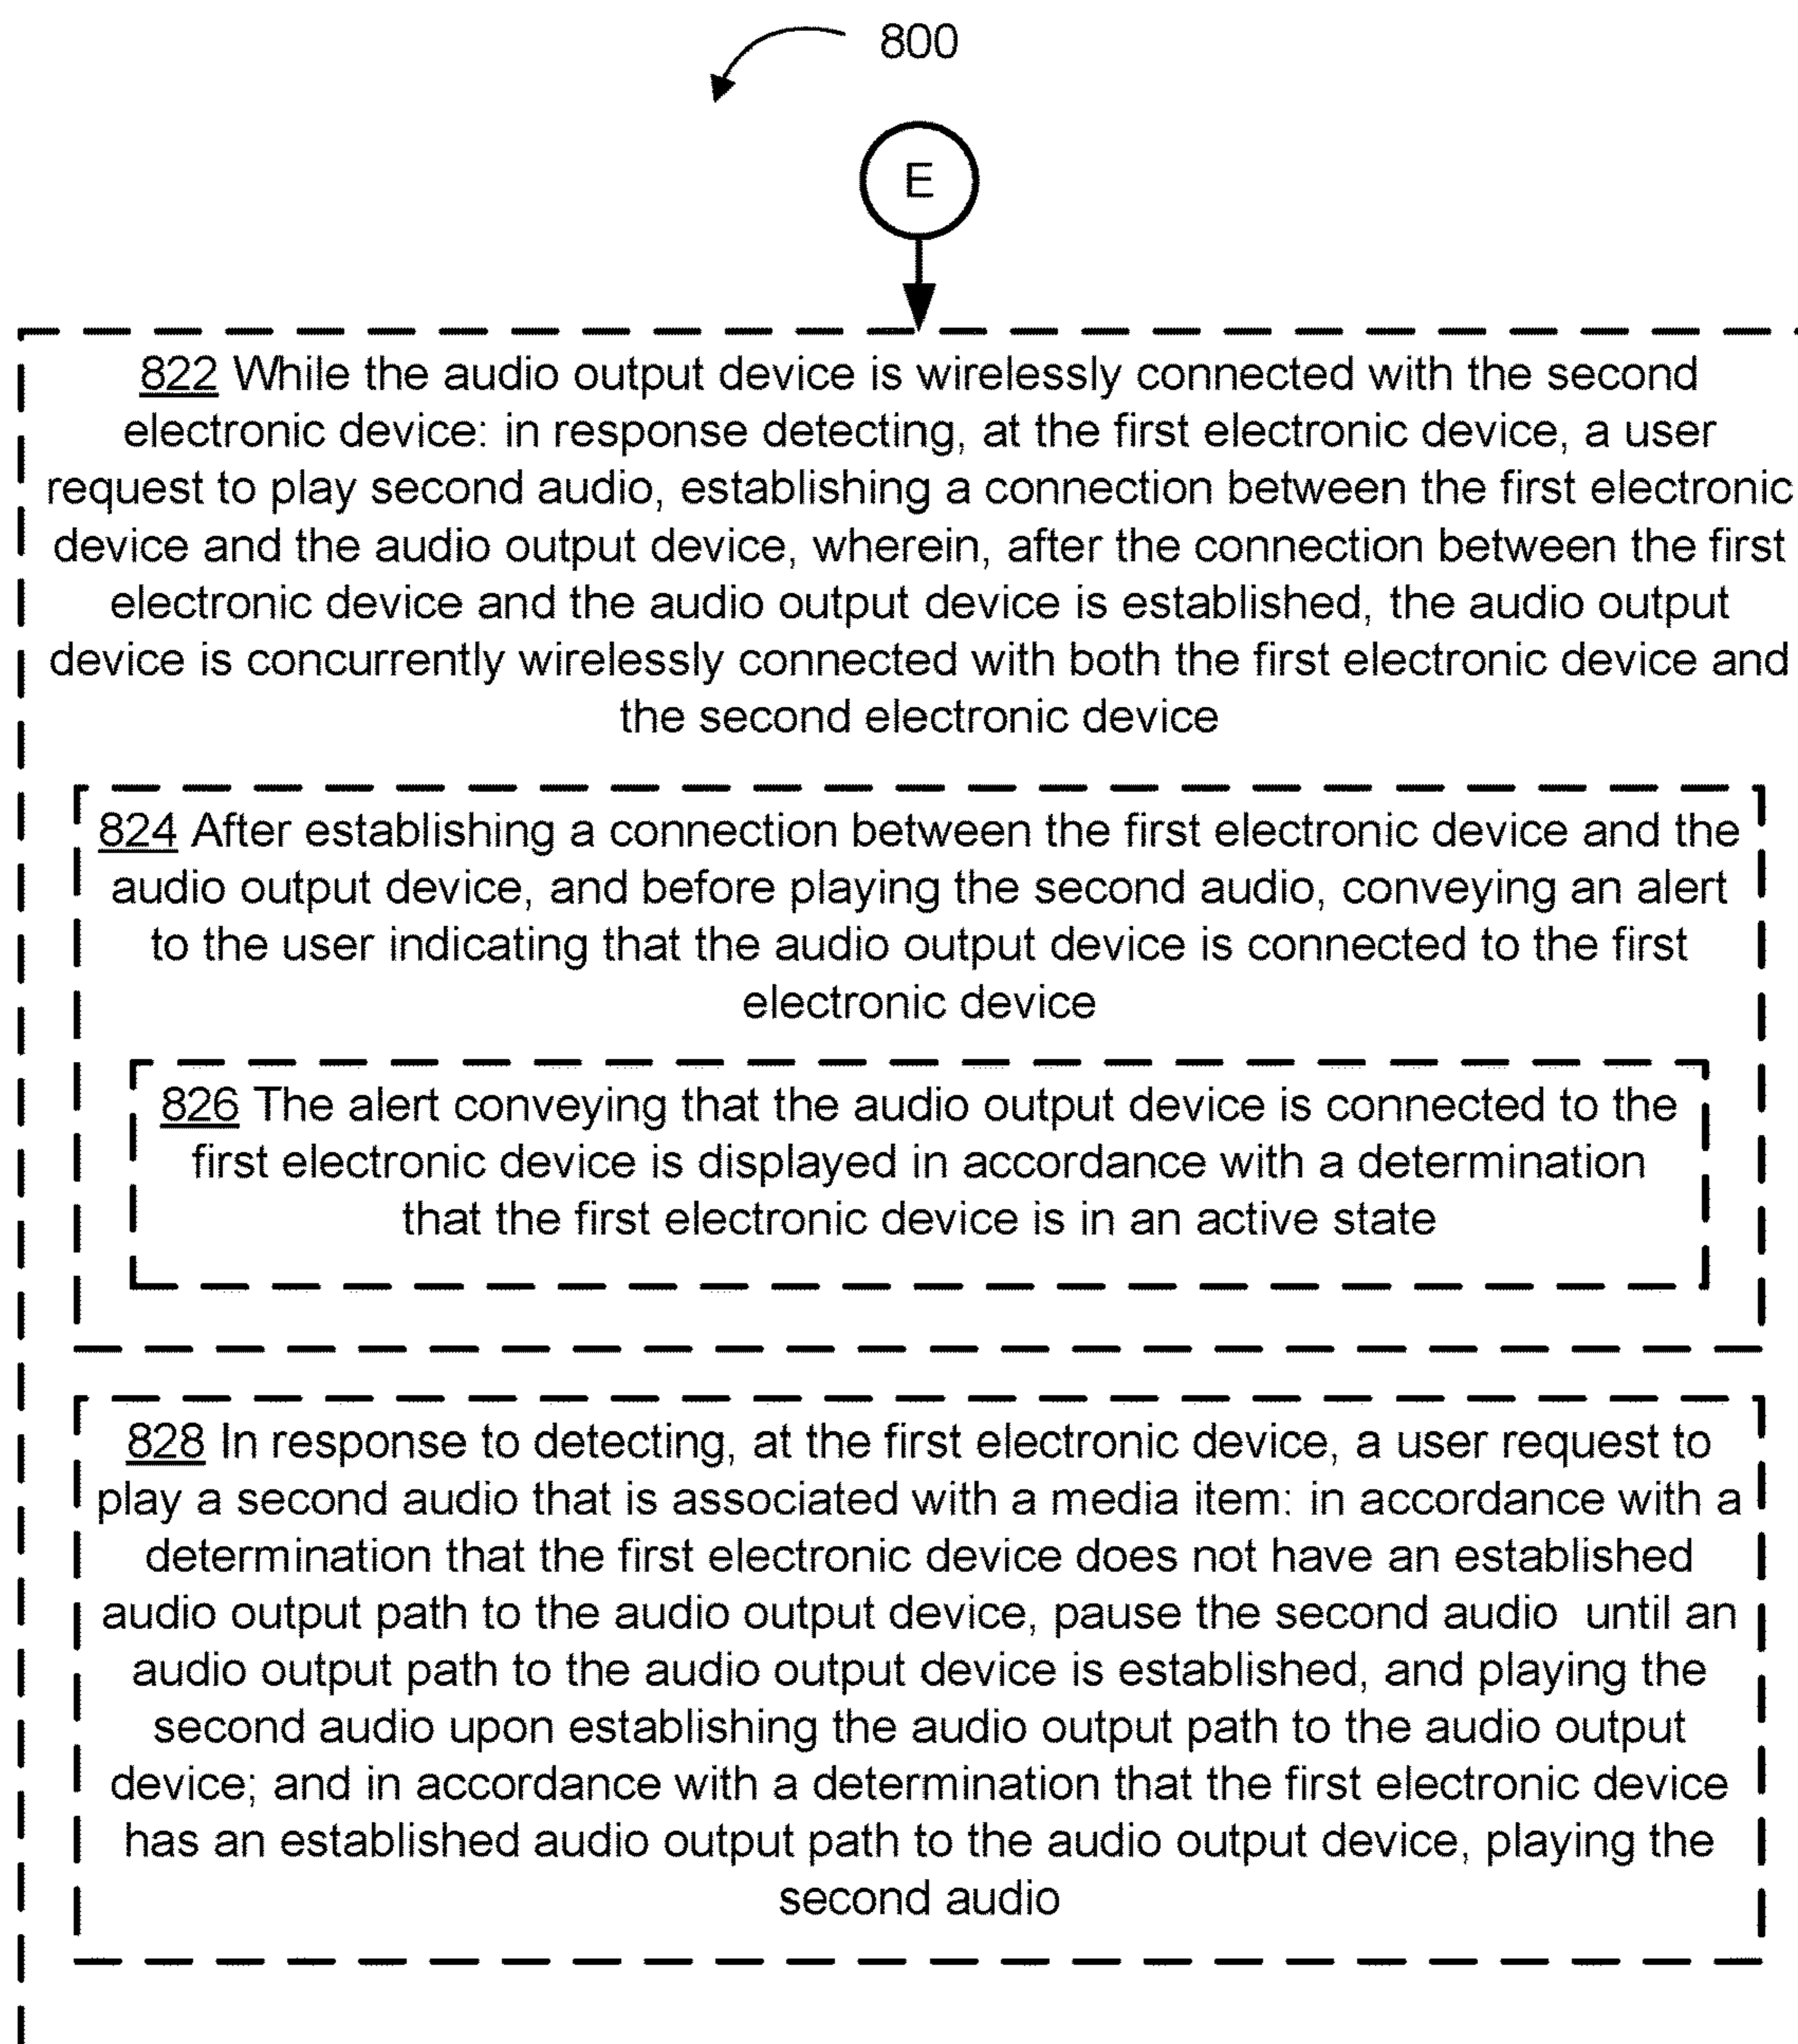 800
E
822 While the audio output device is wirelessly connected with the second
electronic device: in response detecting, at the first electronic device, a user
request to play second audio, establishing a connection between the first electronic
device and the audio output device, wherein, after the connection between the first
electronic device and the audio output device is established, the audio output
device is concurrently wirelessly connected with both the first electronic device and
the second electronic device
824 After establishing a connection between the first electronic device and the
audio output device, and before playing the second audio, conveying an alert
to the user indicating that the audio output device is connected to the first
electronic device
826 The alert conveying that the audio output device is connected to the
first electronic device is displayed in accordance with a determination
that the first electronic device is in an active state
828 In response to detecting, at the first electronic device, a user request to
play a second audio that is associated with a media item: in accordance with a
determination that the first electronic device does not have an established
audio output path to the audio output device, pause the second audio until an
audio output path to the audio output device is established, and playing the
second audio upon establishing the audio output path to the audio output
device; and in accordance with a determination that the first electronic device
has an established audio output path to the audio output device, playing the
second audio